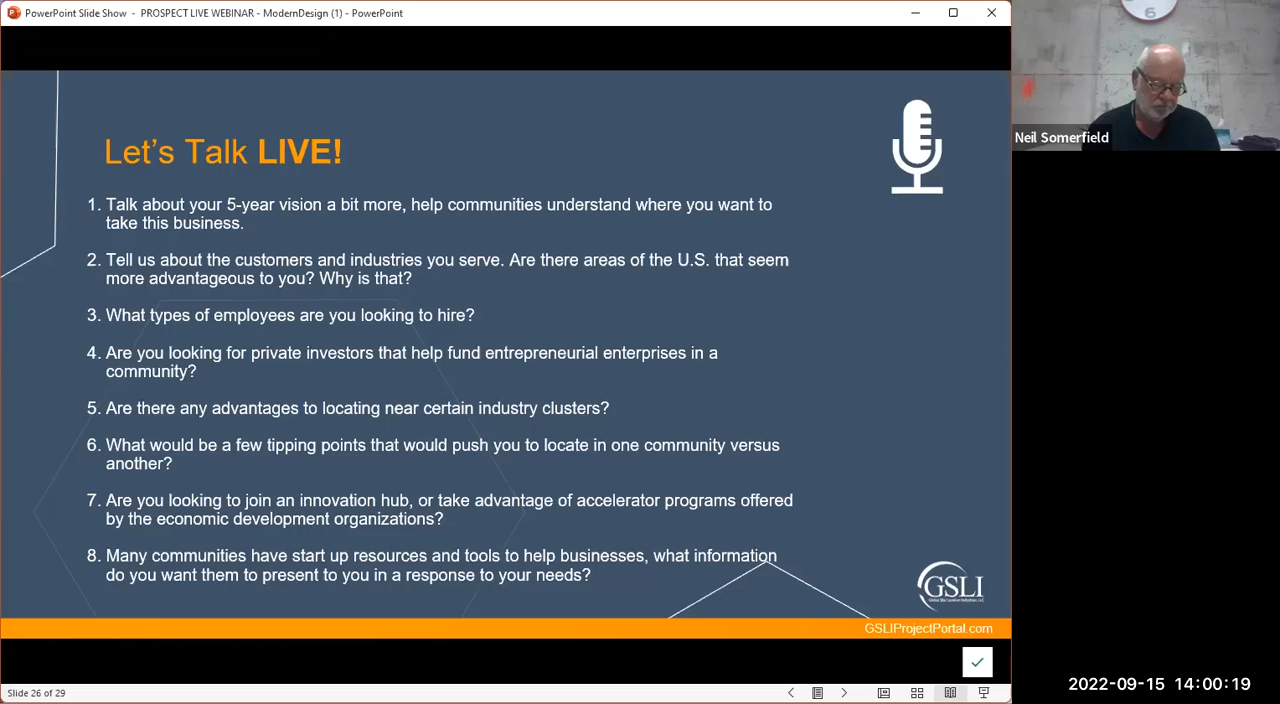 PowerPoint Slide Show - PROSPECT LIVE WEBINAR - ModernDesign (1) - PowerPoint
6
Neil Somerfield
Let's Talk LIVE!
1. Talk about your 5-year vision a bit more, help communities understand where you want to
take this business.
2. Tell us about the customers and industries you serve. Are there areas of the U.S. that seem
more advantageous to you? Why is that?
3. What types of employees are you looking to hire?
4. Are you looking for private investors that help fund entrepreneurial enterprises in a
community?
5. Are there any advantages to locating near certain industry clusters?
6. What would be a few tipping points that would push you to locate in one community versus
another?
7. Are you looking to join an innovation hub, or take advantage of accelerator programs offered
by the economic development organizations?
8. Many communities have start up resources and tools to help businesses, what information
do you want them to present to you in a response to your needs?
GSLI
Global Site Location Industries, LLC
GSLIProjectPortal.com
Slide 26 of 29
2022-09-15 14:00:19